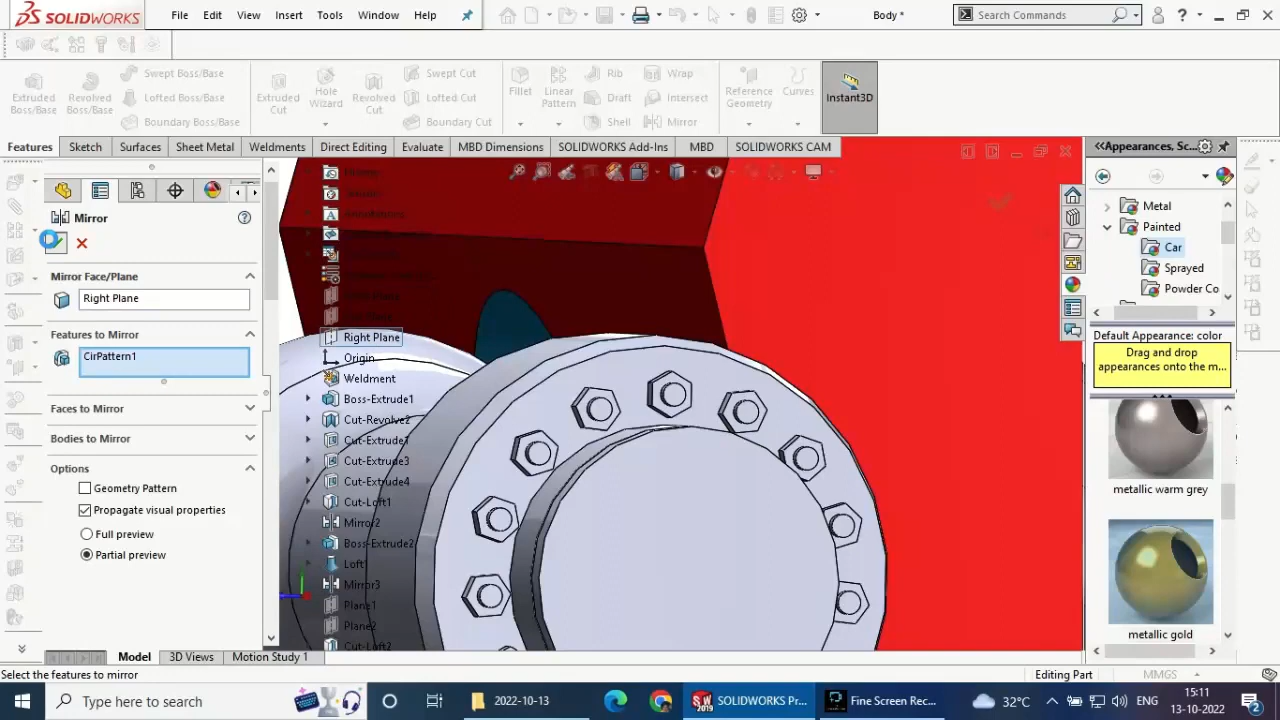 SOLIDWORKS
File Edit View Insert Tools Window Help
Body *
Search Commands
Extruded Boss/Base
Revolved Boss/Base
Swept Boss/Base
Lofted Boss/Base
Boundary Boss/Base
Extruded Cut
Hole Wizard
Revolved Cut
Swept Cut
Lofted Cut
Boundary Cut
Fillet
Linear Pattern
Rib
Draft
Shell
Wrap
Intersect
Mirror
Reference Geometry
Curves
Instant3D
Features Sketch Surfaces Sheet Metal Weldments Direct Editing Evaluate MBD Dimensions SOLIDWORKS Add-Ins MBD SOLIDWORKS CAM
Mirror
Mirror Face/Plane
Right Plane
Features to Mirror
CirPattern1
Faces to Mirror
Bodies to Mirror
Options
Geometry Pattern
Propagate visual properties
Full preview
Partial preview
Right Plane
Origin
Weldment
Boss-Extrude1
Cut-Revolve2
Cut-Extrude1
Cut-Extrude3
Cut-Extrude4
Cut-Loft1
Mirror2
Boss-Extrude2
Loft1
Mirror3
Plane1
Plane2
Cut-Loft2
<<Appearances, Sc...
Metal
Painted
Car
Sprayed
Powder Co
Default Appearance: color
Drag and drop
appearances onto the m...
metallic warm grey
metallic gold
Model 3D Views Motion Study 1
Select the features to mirror
Editing Part
MMGS
Type here to search
2022-10-13
SW 2019
SOLIDWORKS Pr...
Fine Screen Rec...
32°C
ENG
15:11
13-10-2022
2